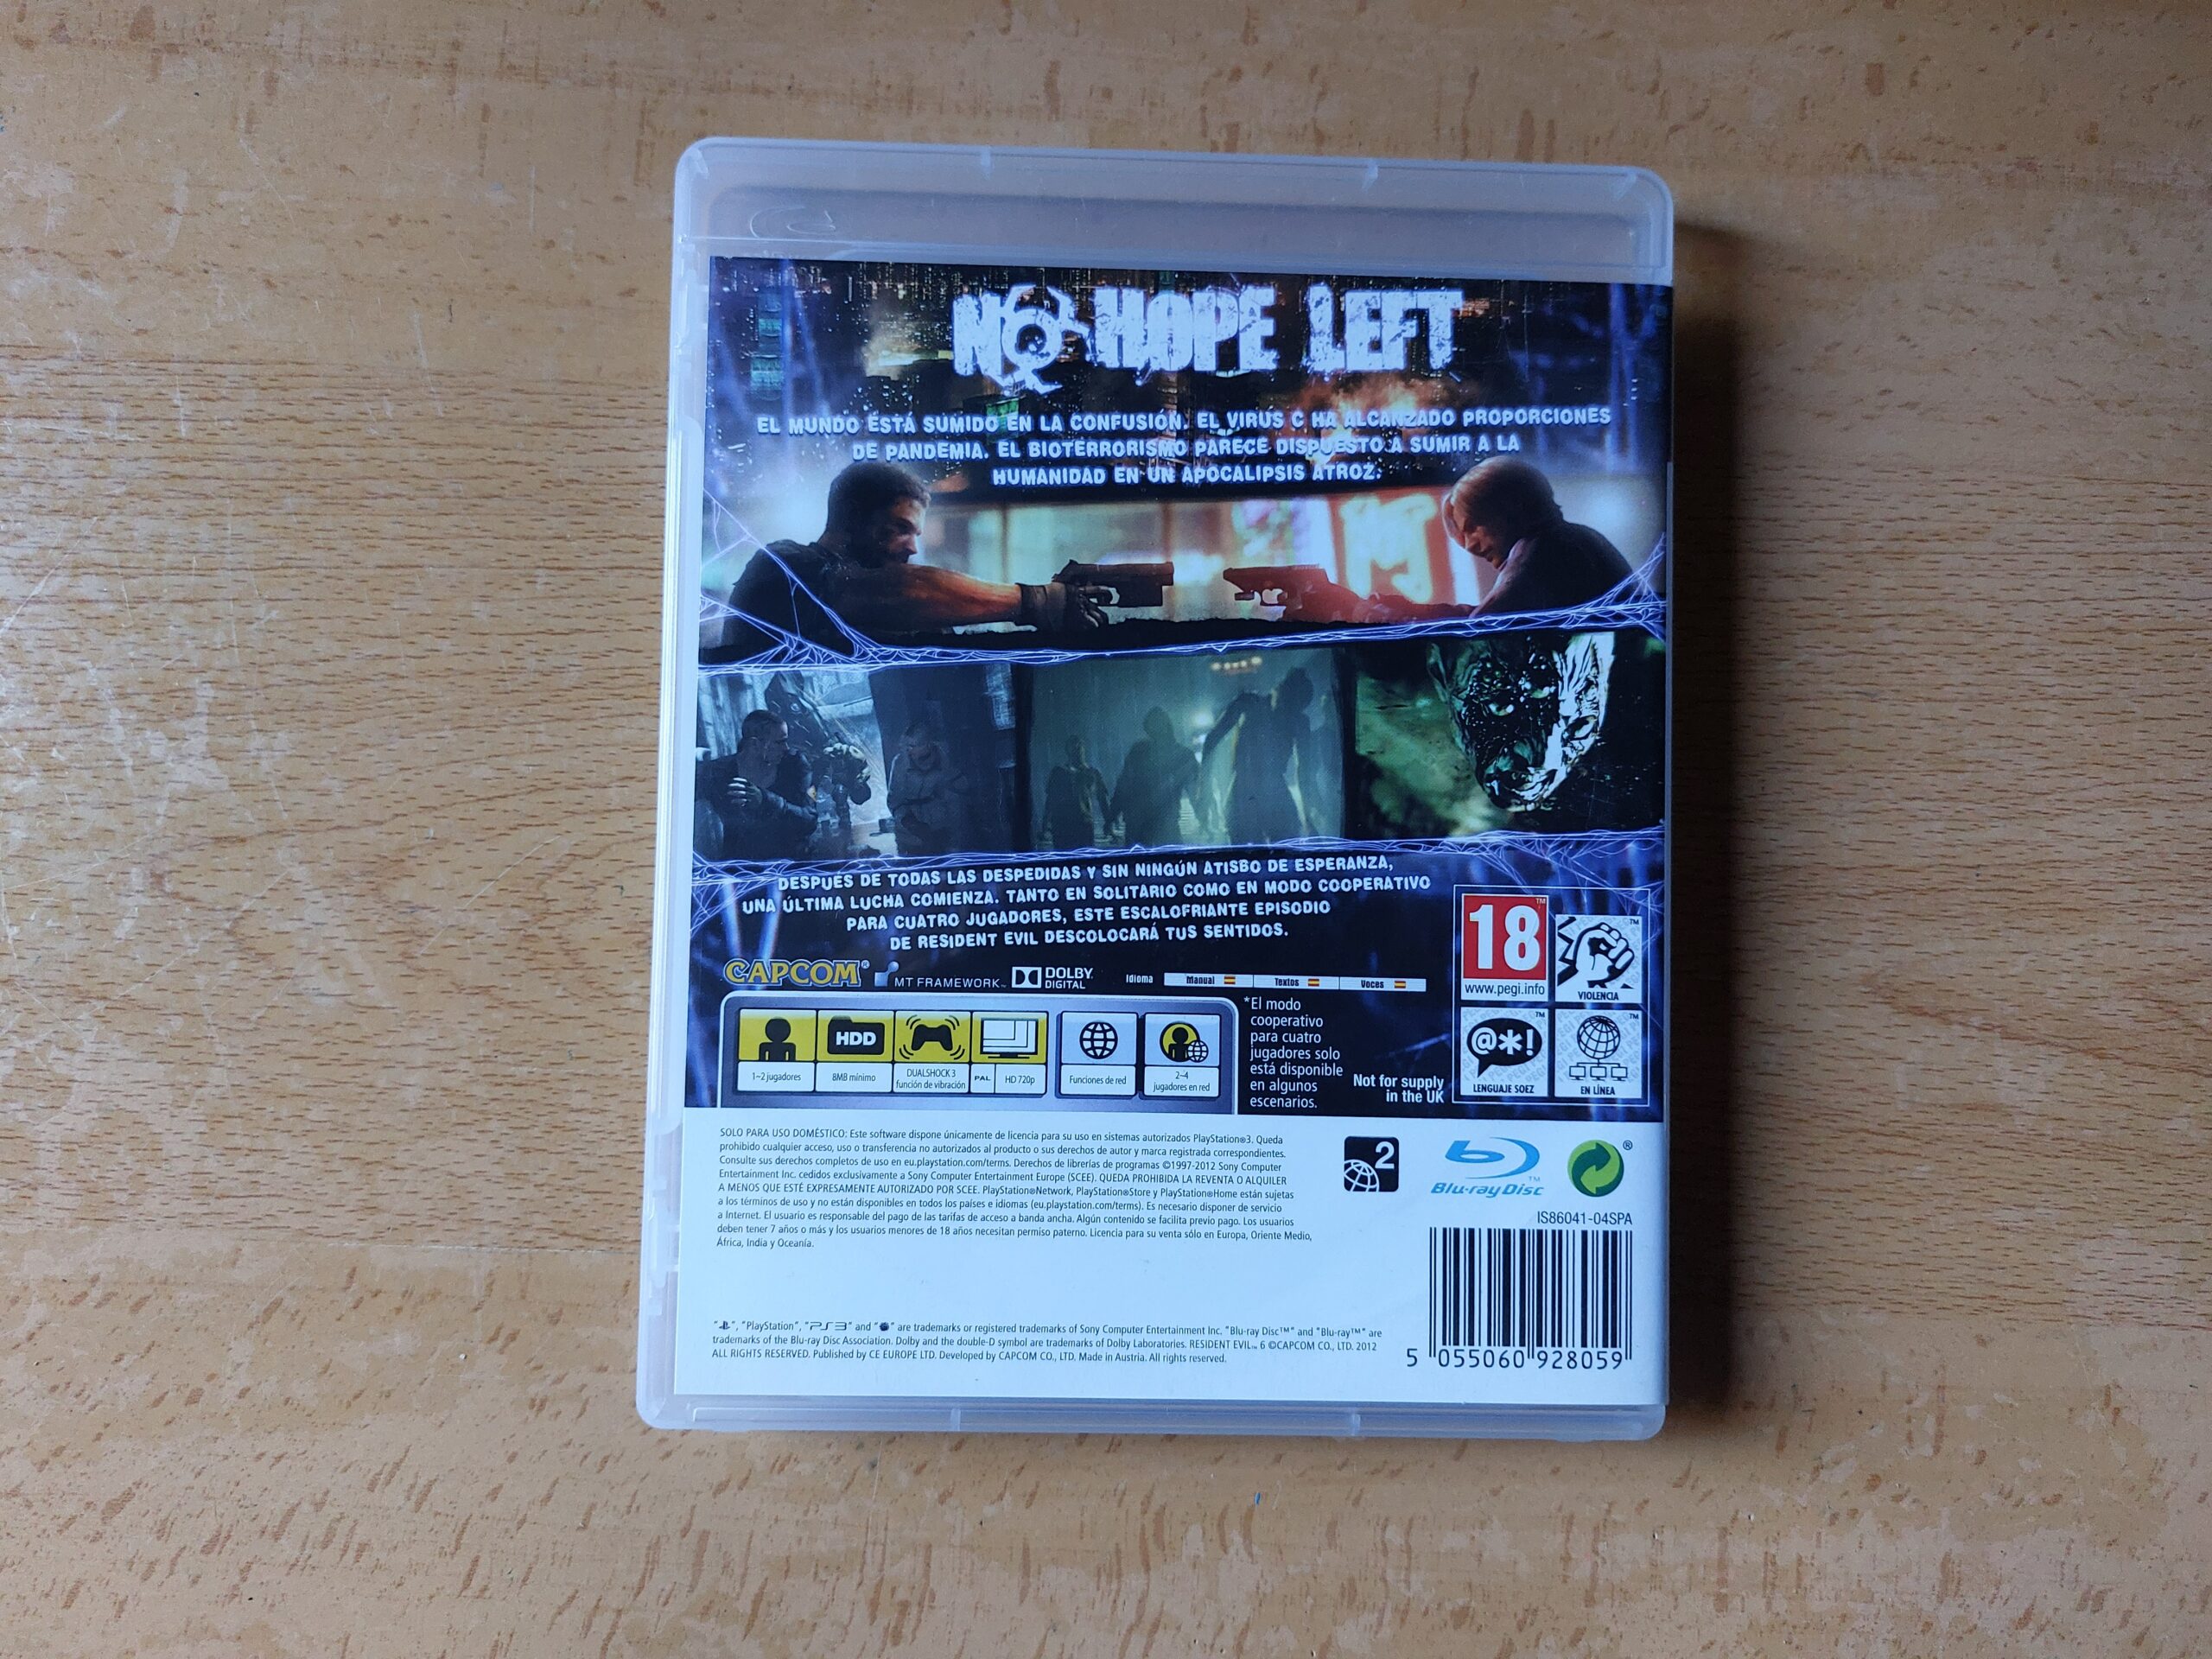 NO HOPE LEFT
EL MUNDO ESTÁ SUMIDO EN LA CONFUSIÓN. EL VIRUS C HA ALCANZADO PROPORCIONES
DE PANDEMIA. EL BIOTERRORISMO PARECE DISPUESTO A SUMIR A LA
HUMANIDAD EN UN APOCALIPSIS ATROZ.
DESPUÉS DE TODAS LAS DESPEDIDAS Y SIN NINGÚN ATISBO DE ESPERANZA,
UNA ÚLTIMA LUCHA COMIENZA. TANTO EN SOLITARIO COMO EN MODO COOPERATIVO
PARA CUATRO JUGADORES, ESTE ESCALOFRIANTE EPISODIO
DE RESIDENT EVIL DESCOLOCARÁ TUS SENTIDOS.
CAPCOM® MT FRAMEWORK™ DOLBY DIGITAL Idioma Manual Textos Voces
HDD
1-2 jugadores
8MB mínimo
DUALSHOCK 3
función de vibración
PAL
HD 720p
Funciones de red
2-4
jugadores en red
*El modo
cooperativo
para cuatro
jugadores solo
está disponible
en algunos
escenarios.
Not for supply
in the UK
18™
www.pegi.info
VIOLENCIA
@*!
LENGUAJE SOEZ
EN LÍNEA
SOLO PARA USO DOMÉSTICO: Este software dispone únicamente de licencia para su uso en sistemas autorizados PlayStation®3. Queda
prohibido cualquier acceso, uso o transferencia no autorizados al producto o sus derechos de autor y marca registrada correspondientes.
Consulte sus derechos completos de uso en eu.playstation.com/terms. Derechos de librerías de programas ©1997-2012 Sony Computer
Entertainment Inc. cedidos exclusivamente a Sony Computer Entertainment Europe (SCEE). QUEDA PROHIBIDA LA REVENTA O ALQUILER
A MENOS QUE ESTÉ EXPRESAMENTE AUTORIZADO POR SCEE. PlayStation®Network, PlayStation®Store y PlayStation®Home están sujetas
a los términos de uso y no están disponibles en todos los países e idiomas (eu.playstation.com/terms). Es necesario disponer de servicio
a Internet. El usuario es responsable del pago de las tarifas de acceso a banda ancha. Algún contenido se facilita previo pago. Los usuarios
deben tener 7 años o más y los usuarios menores de 18 años necesitan permiso paterno. Licencia para su venta sólo en Europa, Oriente Medio,
África, India y Oceanía.
2
Blu-ray Disc™
®
IS86041-04SPA
5 055060 928059
"", "PlayStation", "PS3" and "" are trademarks or registered trademarks of Sony Computer Entertainment Inc. "Blu-ray Disc™" and "Blu-ray™" are
trademarks of the Blu-ray Disc Association. Dolby and the double-D symbol are trademarks of Dolby Laboratories. RESIDENT EVIL™ 6 ©CAPCOM CO., LTD. 2012
ALL RIGHTS RESERVED. Published by CE EUROPE LTD. Developed by CAPCOM CO., LTD. Made in Austria. All rights reserved.